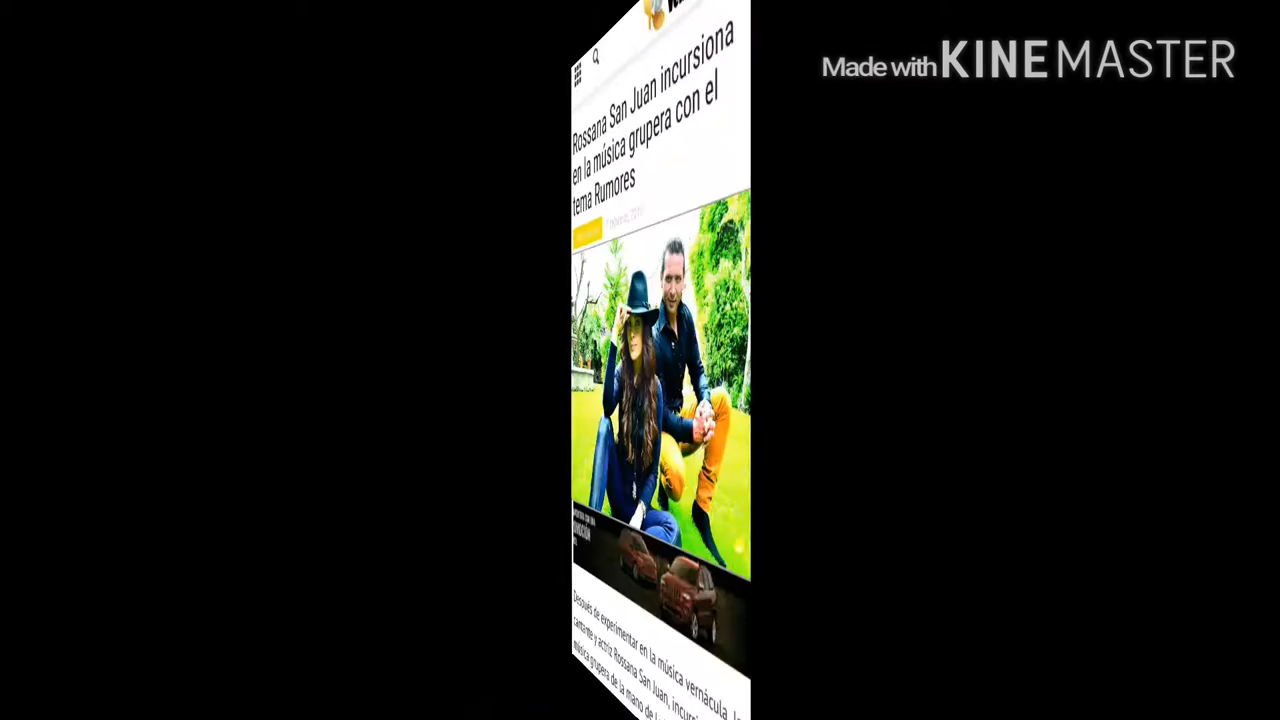 Made with KINEMASTER
Rossana San Juan incursiona
en la música grupera con el
tema Rumores
Después de experimentar en la música vernácula, la
cantante y actriz Rossana San Juan,
música grupera de la mano de